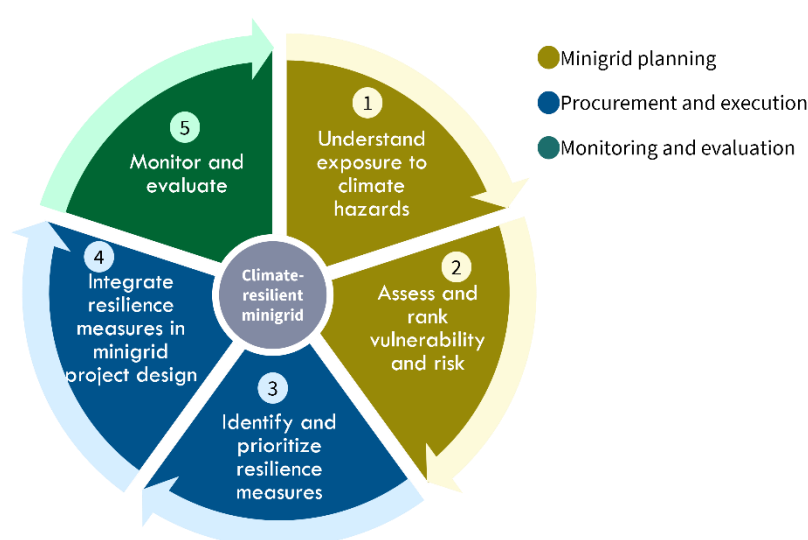 1
Understand
exposure to
climate
hazards
2
Assess and
rank
vulnerability
and risk
3
Identify and
prioritize
resilience
measures
4
Integrate
resilience
measures in
minigrid
project design
5
Monitor and
evaluate
Climate-
resilient
minigrid
Minigrid planning
Procurement and execution
Monitoring and evaluation